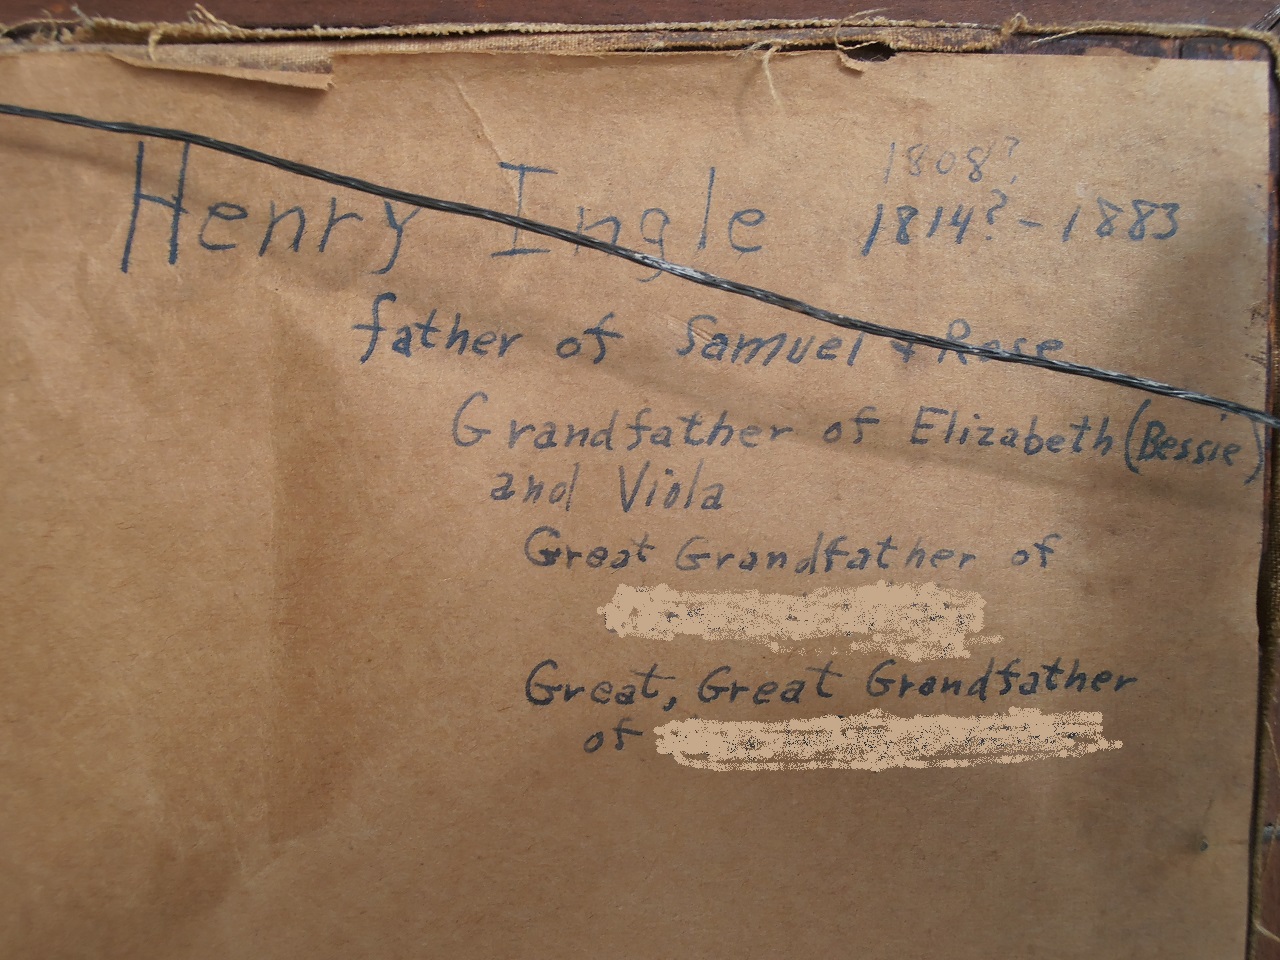 1808?
Henry Ingle 1814? - 1883
father of Samuel & Rose
Grandfather of Elizabeth (Bessie)
and Viola
Great Grandfather of
Great, Great Grandfather
of